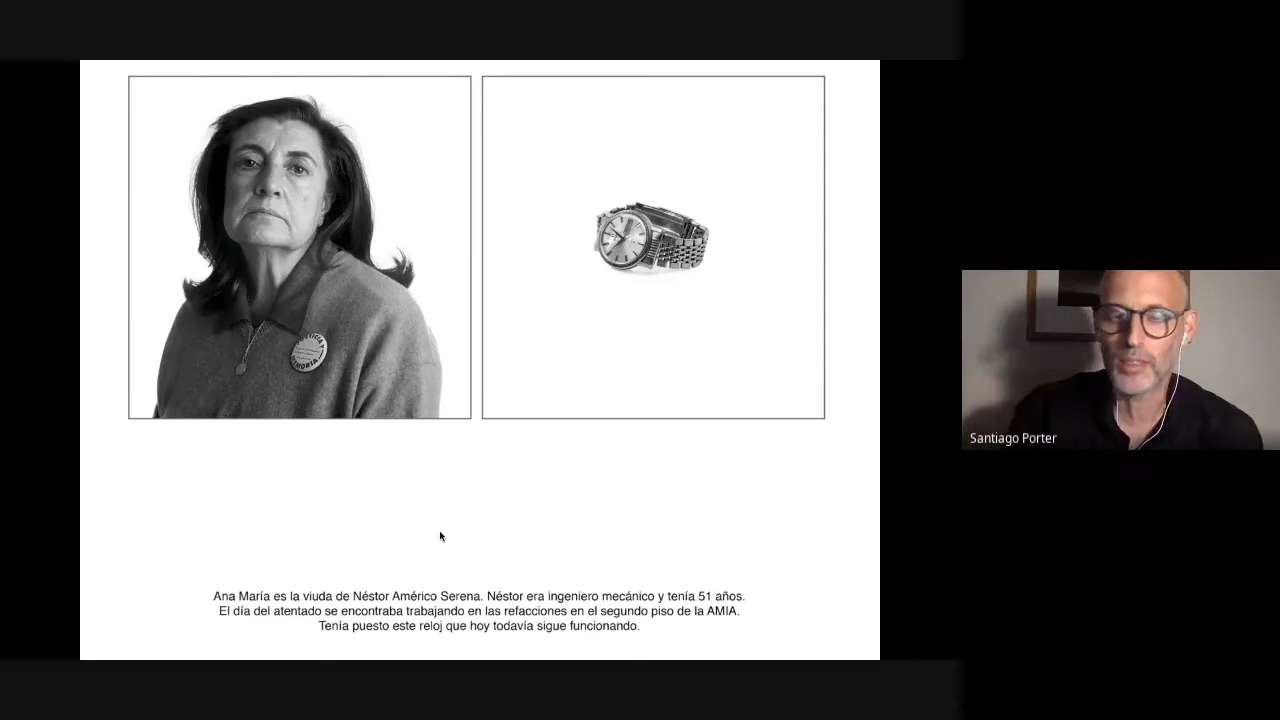 JUSTICIA Y
MEMORIA
Ana María es la viuda de Néstor Américo Serena. Néstor era ingeniero mecánico y tenía 51 años.
El día del atentado se encontraba trabajando en las refacciones en el segundo piso de la AMIA.
Tenía puesto este reloj que hoy todavía sigue funcionando.
Santiago Porter